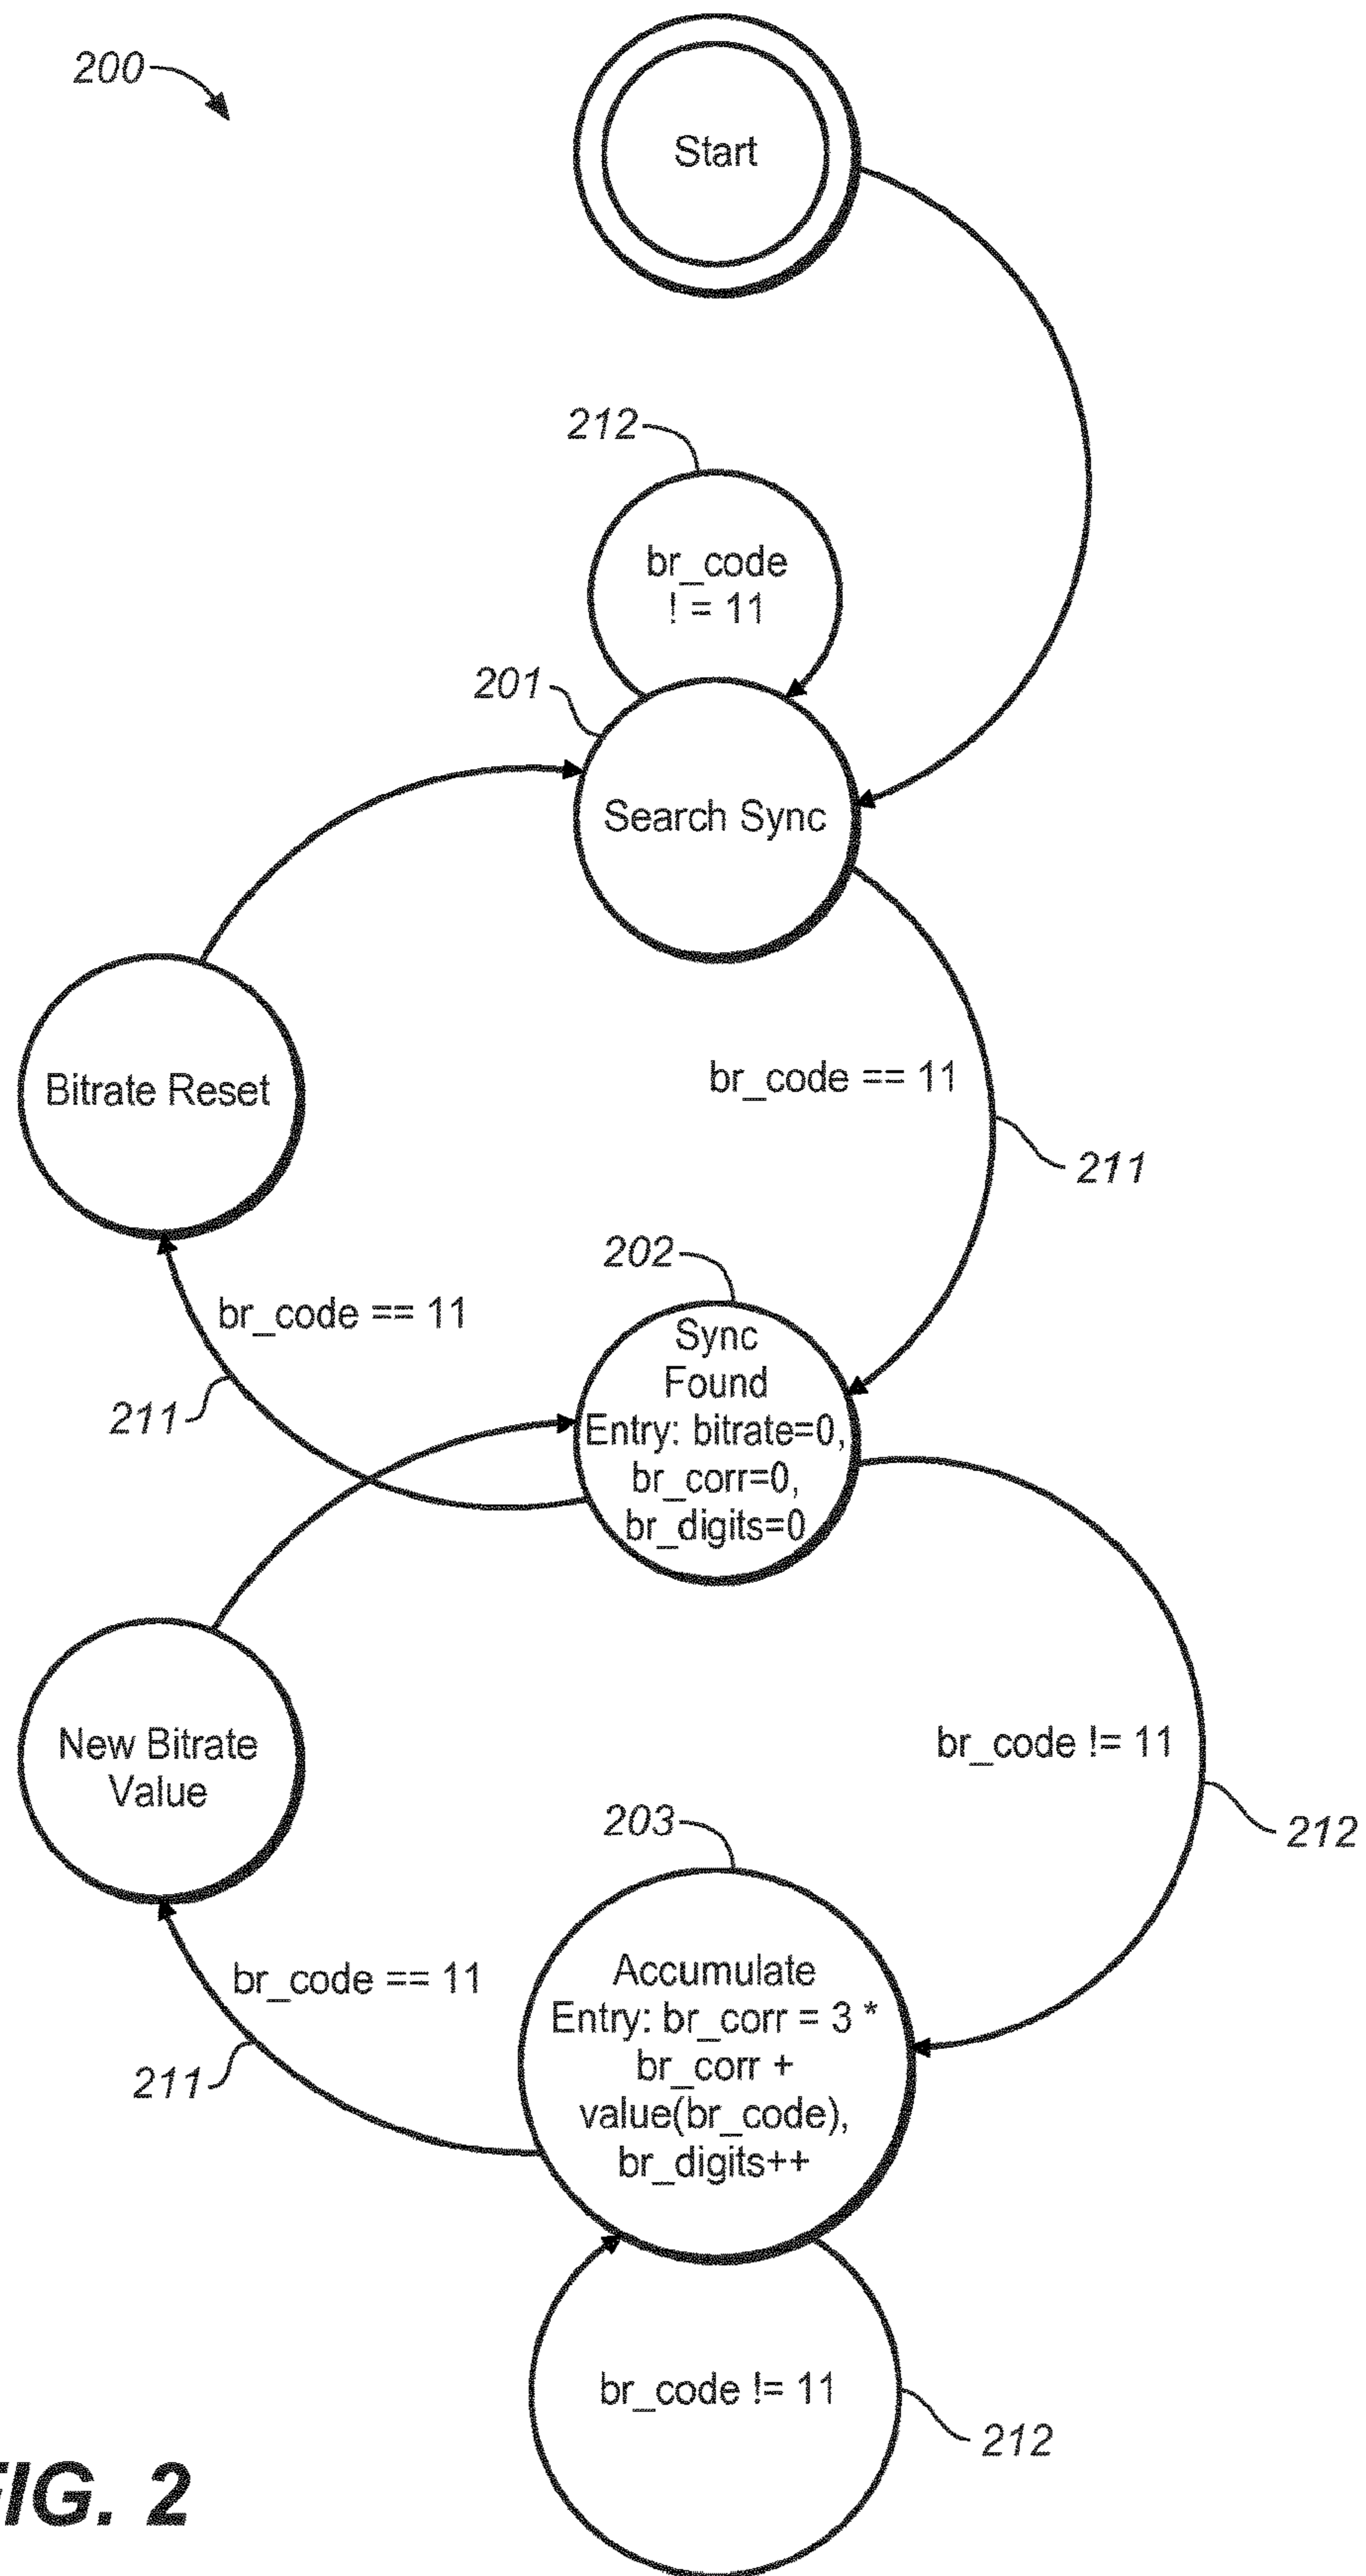 200
Start
212
br_code
! = 11
201
Search Sync
Bitrate Reset
br_code == 11
211
202
br_code == 11
211
Sync
Found
Entry: bitrate=0,
br_corr=0,
br_digits=0
New Bitrate
Value
br_code != 11
212
203
Accumulate
Entry: br_corr = 3 *
br_corr +
value(br_code),
br_digits++
br_code == 11
211
br_code != 11
212
FIG. 2